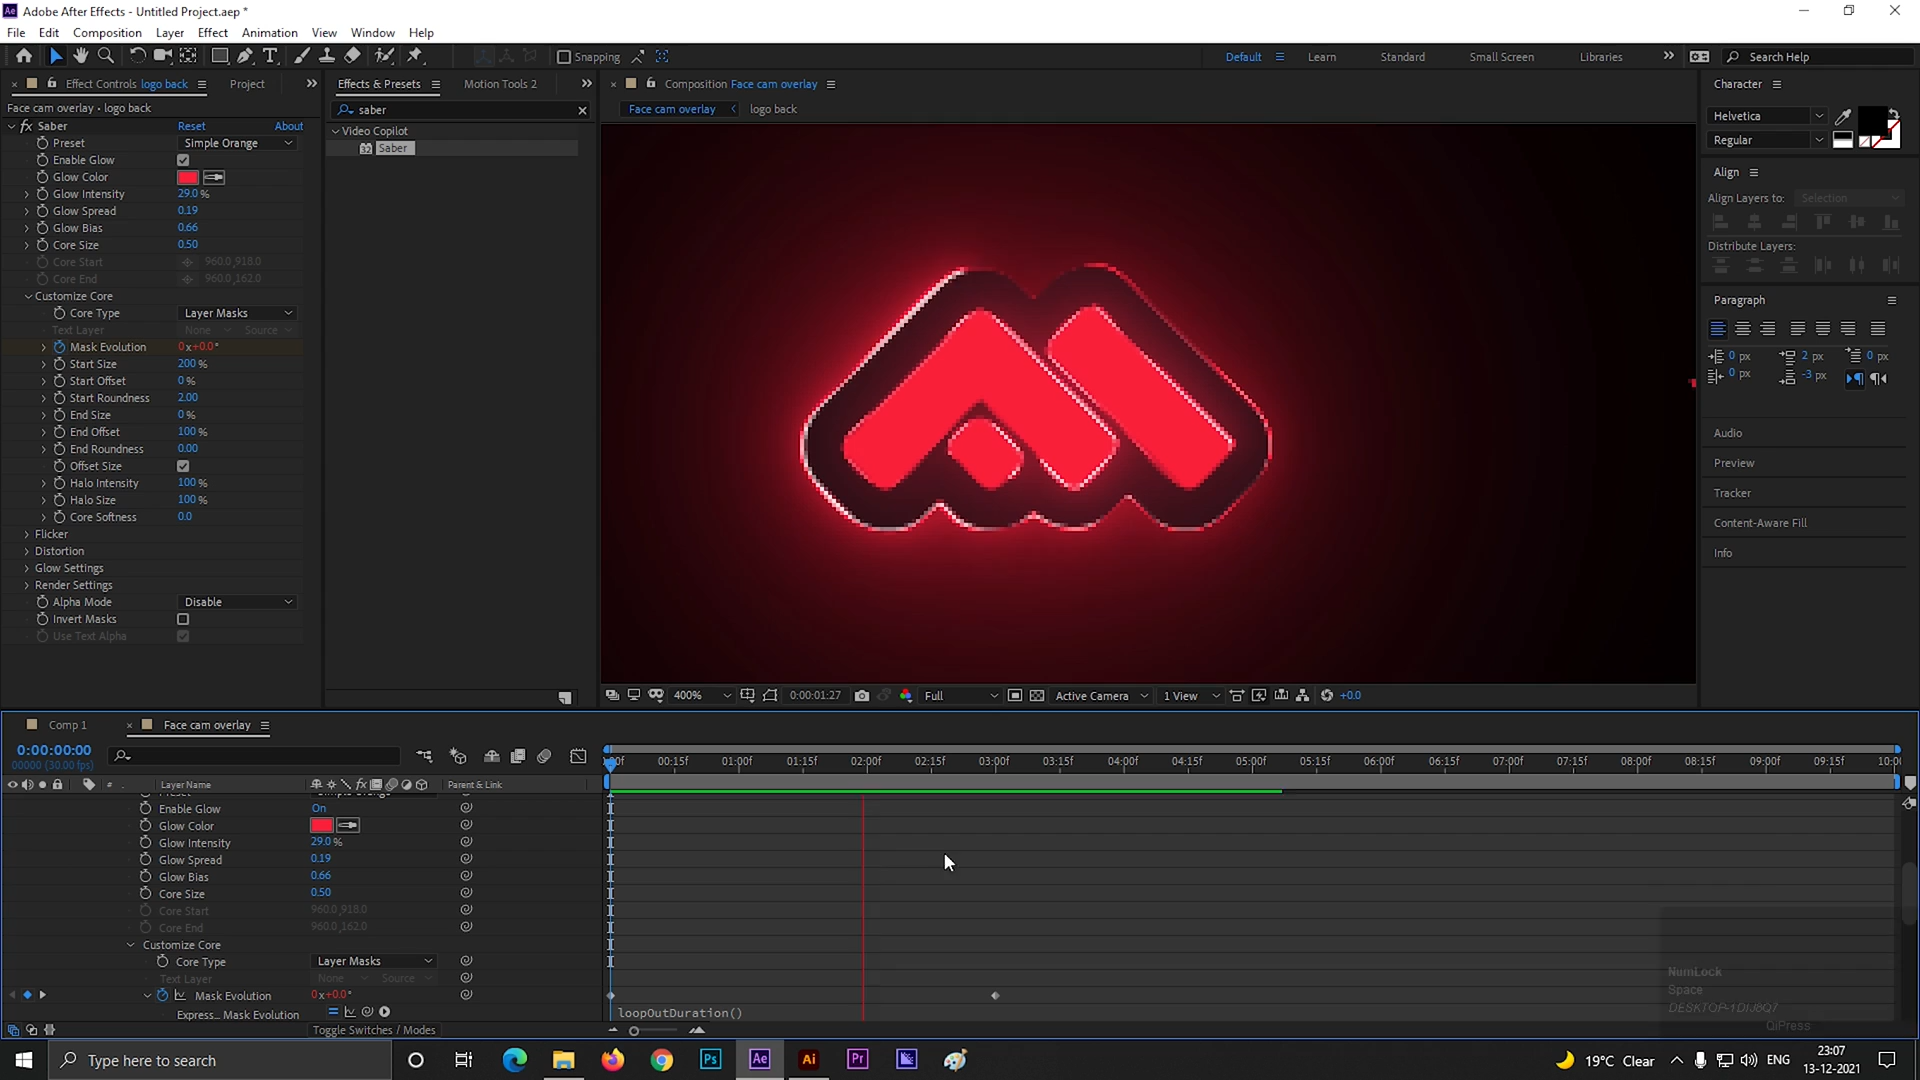 Adobe After Effects - Untitled Project.aep *
File Edit Composition Layer Effect Animation View Window Help
Snapping
Default Learn Standard Small Screen Libraries Search Help
Effect Controls logo back Project
Face cam overlay • logo back
fx Saber Reset About
Preset Simple Orange
Enable Glow
Glow Color
Glow Intensity 29.0 %
Glow Spread 0.19
Glow Bias 0.66
Core Size 0.50
Core Start 960.0,918.0
Core End 960.0,162.0
Customize Core
Core Type Layer Masks
Text Layer None Source
Mask Evolution 0x+0.0°
Start Size 200 %
Start Offset 0 %
Start Roundness 2.00
End Size 0 %
End Offset 100 %
End Roundness 0.00
Offset Size
Halo Intensity 100 %
Halo Size 100 %
Core Softness 0.0
Flicker
Distortion
Glow Settings
Render Settings
Alpha Mode Disable
Invert Masks
Use Text Alpha
Effects & Presets Motion Tools 2
saber
Video Copilot
32 Saber
Composition Face cam overlay
Face cam overlay logo back
400% 0:00:01:27 Full Active Camera 1 View +0.0
Character
Helvetica
Regular
Align
Align Layers to: Selection
Distribute Layers:
Paragraph
0 px 2 px 0 px
0 px -3 px
Audio
Preview
Tracker
Content-Aware Fill
Info
Comp 1 Face cam overlay
0:00:00:00
00000 (30.00 fps)
00:15f 01:00f 01:15f 02:00f 02:15f 03:00f 03:15f 04:00f 04:15f 05:00f 05:15f 06:00f 06:15f 07:00f 07:15f 08:00f 08:15f 09:00f 09:15f 10:00
# Layer Name fx Parent & Link
Enable Glow On
Glow Color
Glow Intensity 29.0 %
Glow Spread 0.19
Glow Bias 0.66
Core Size 0.50
Core Start 960.0,918.0
Core End 960.0,162.0
Customize Core
Core Type Layer Masks
Text Layer None Source
Mask Evolution 0x+0.0°
Express... Mask Evolution
loopOutDuration()
Toggle Switches / Modes
NumLock
Space
DESKTOP-1DIJ8Q7
QiPress
Type here to search
Ps Ae Ai Pr
19°C Clear ENG
23:07
13-12-2021